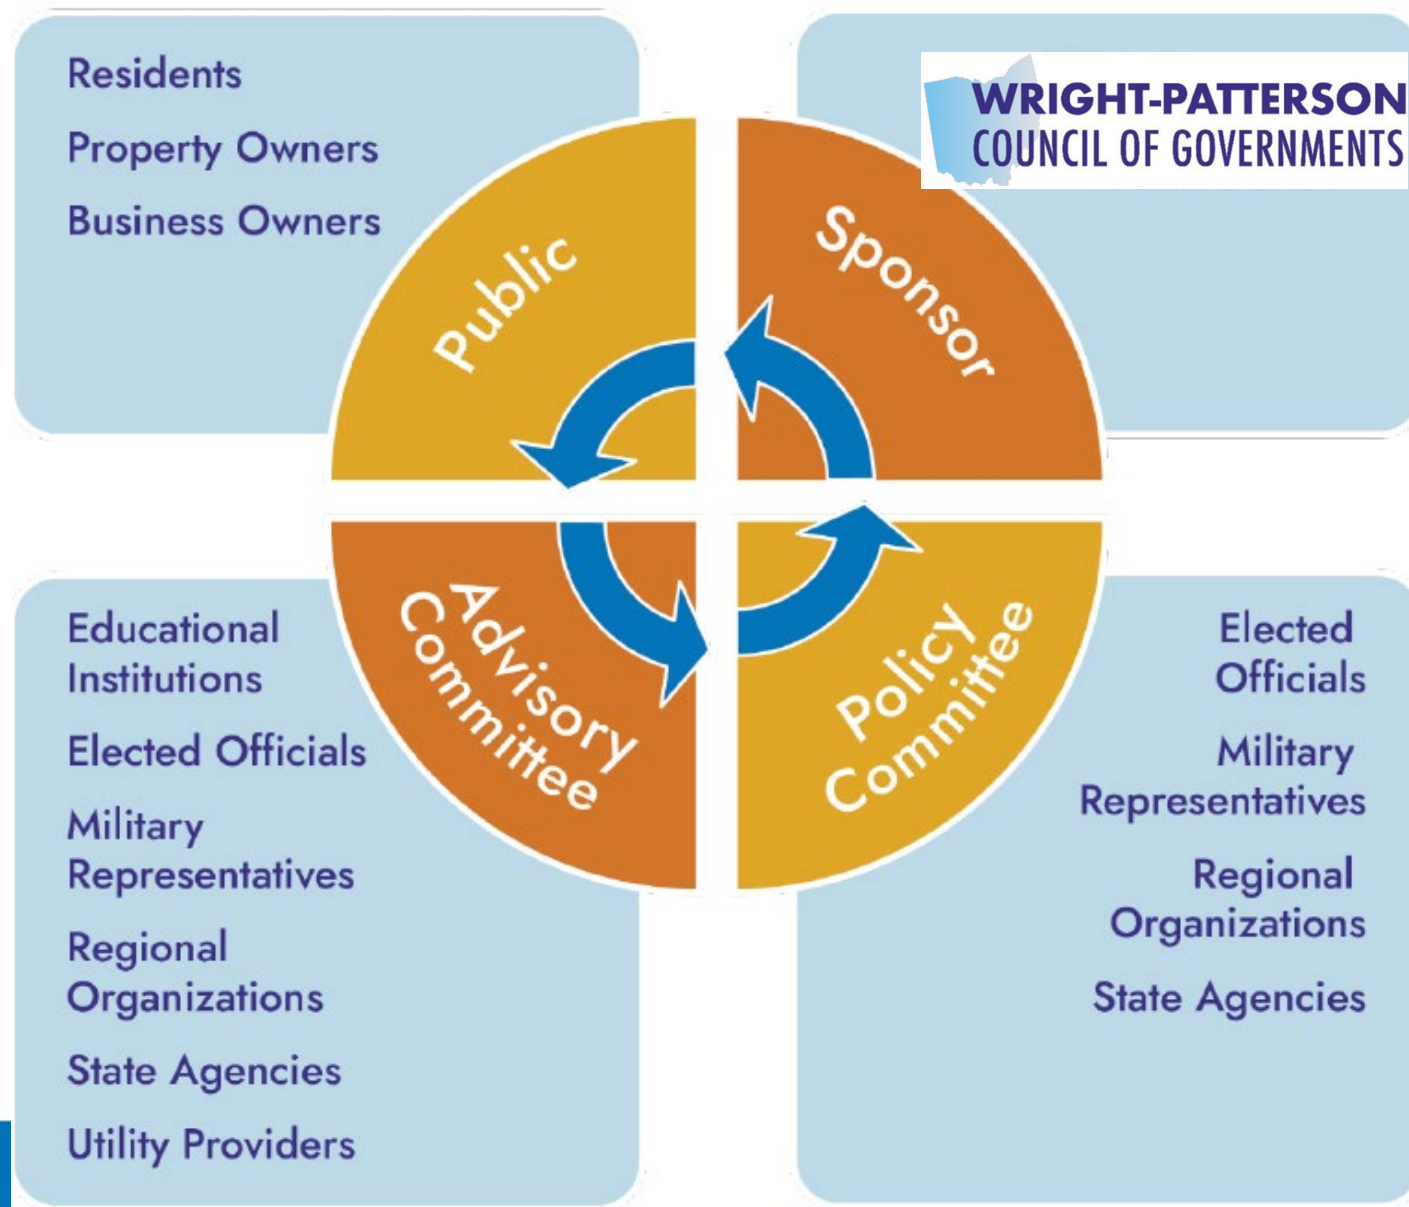 Residents
Property Owners
Business Owners
WRIGHT-PATTERSON
COUNCIL OF GOVERNMENTS
Public
Sponsor
Advisory
Committee
Policy
Committee
Educational
Institutions
Elected Officials
Military
Representatives
Regional
Organizations
State Agencies
Utility Providers
Elected
Officials
Military
Representatives
Regional
Organizations
State Agencies